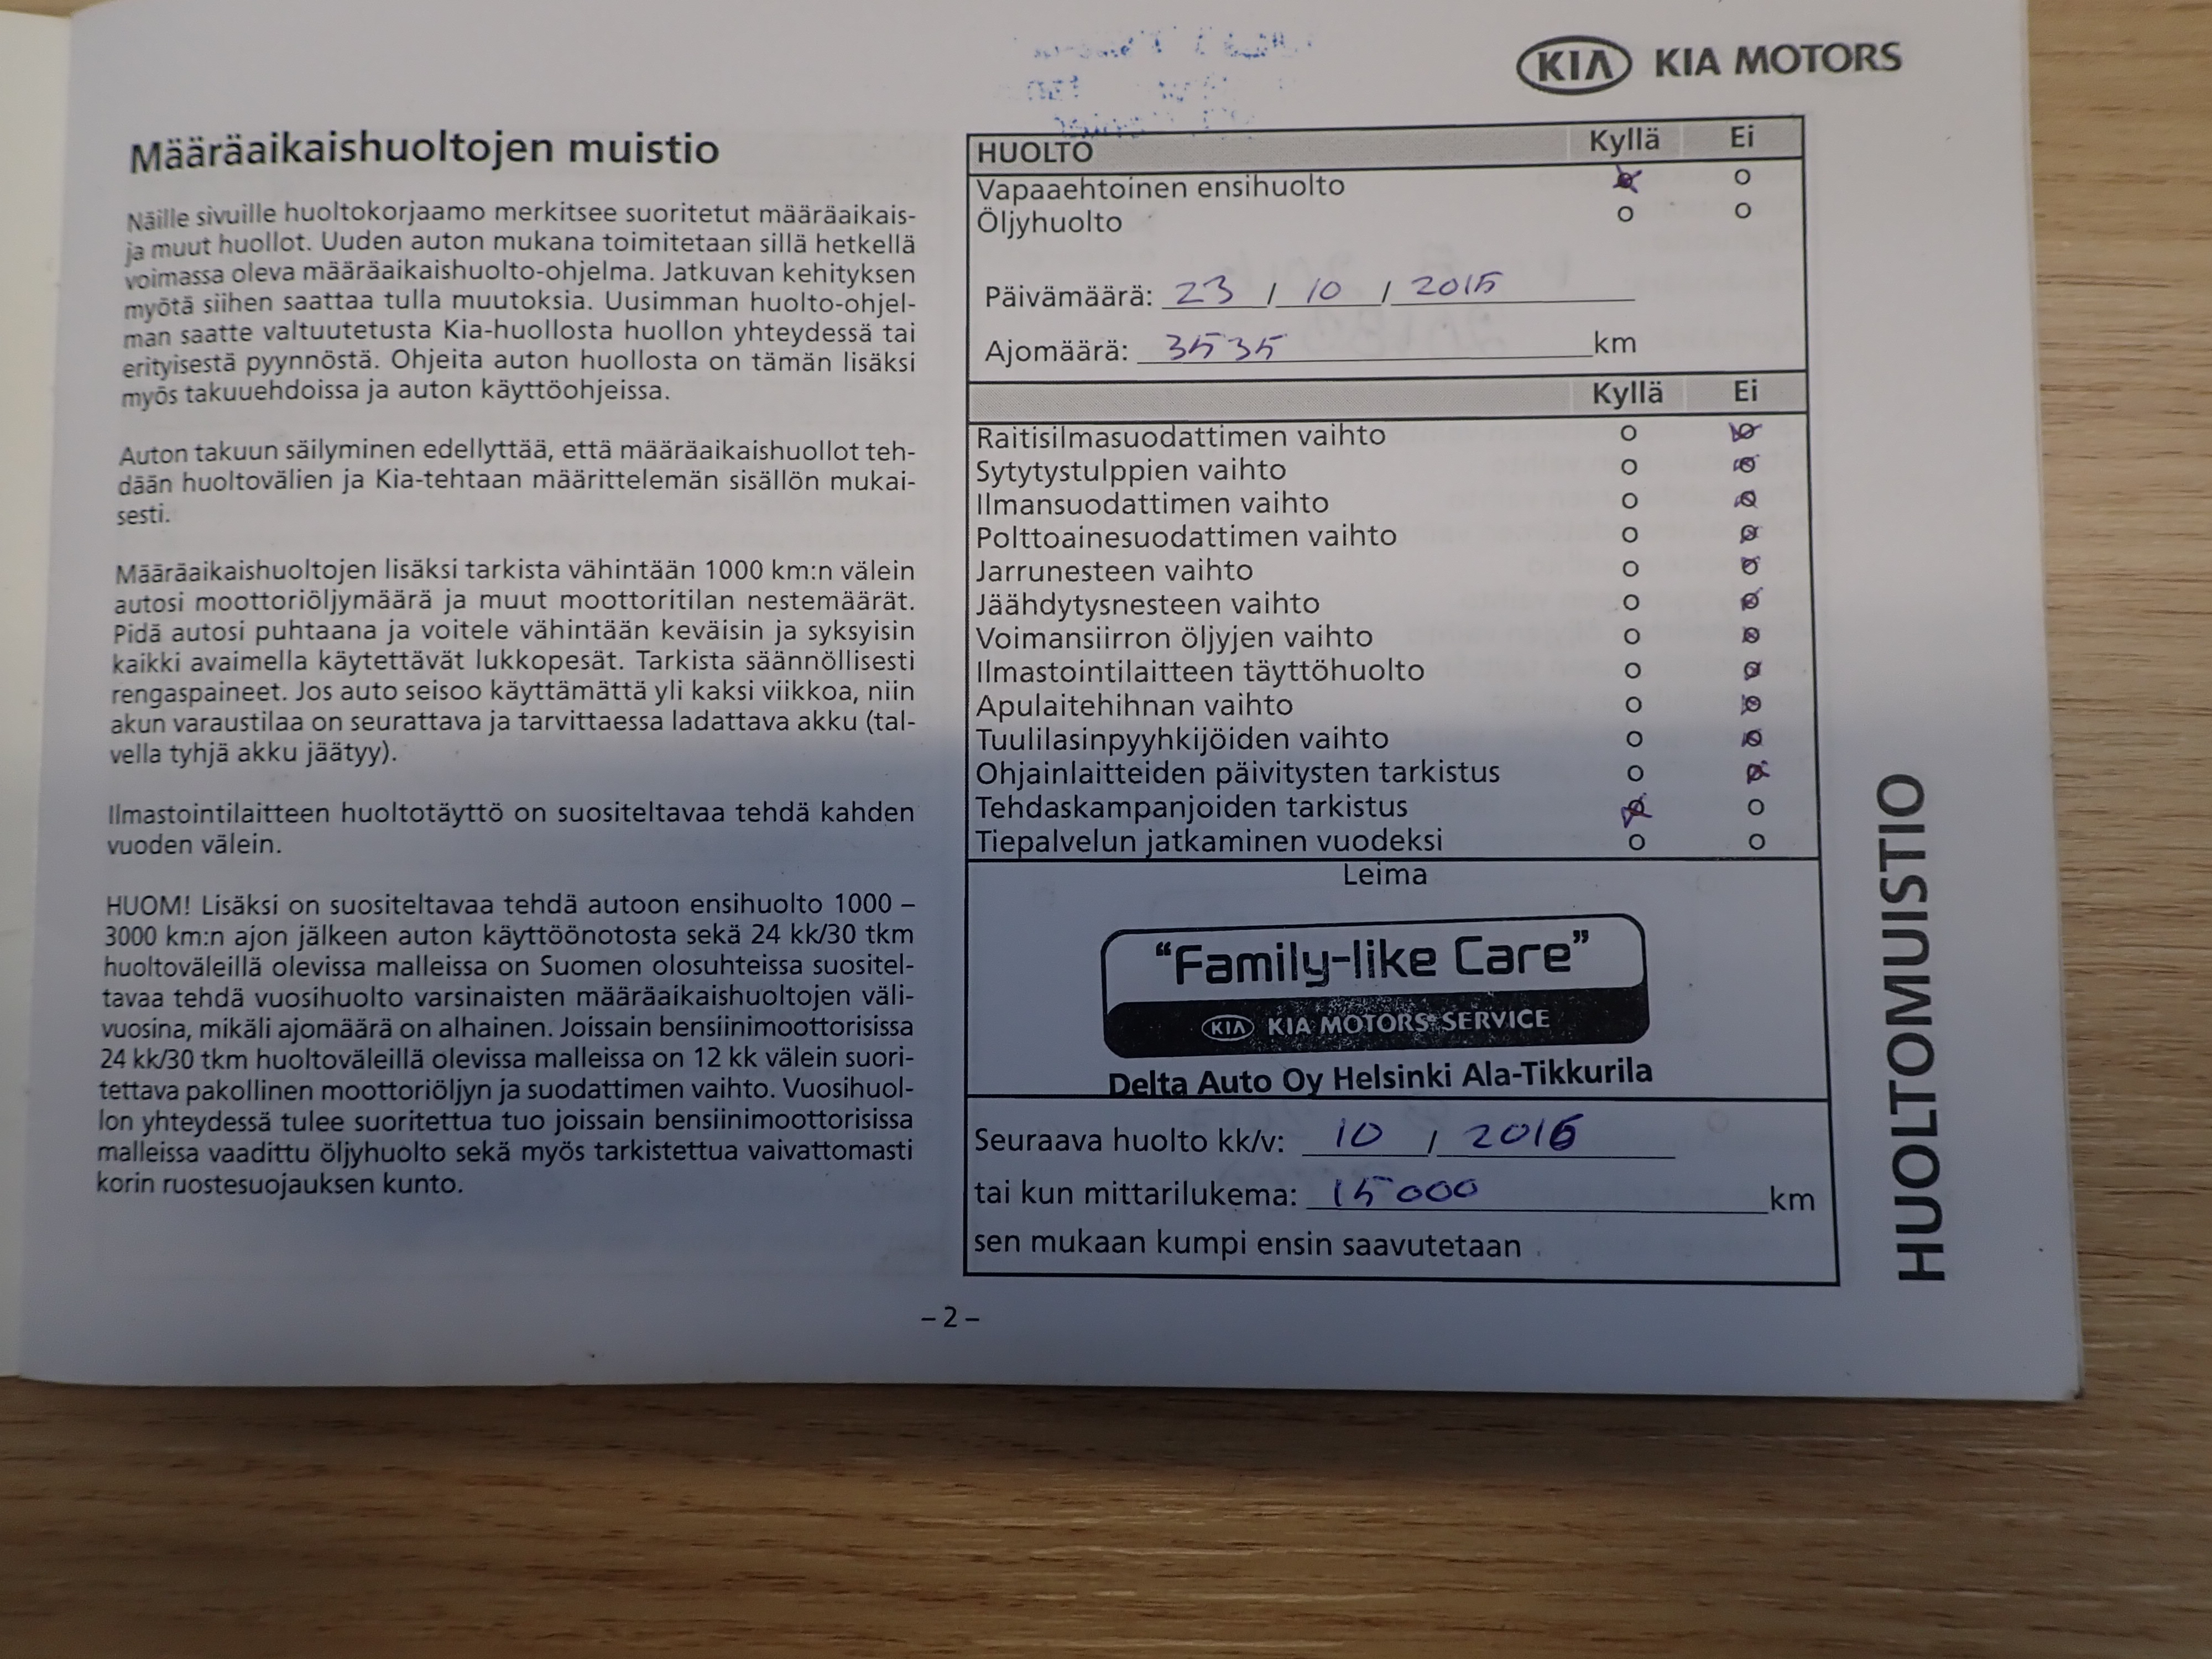 KIA KIA MOTORS
Määräaikaishuoltojen muistio
Näille sivuille huoltokorjaamo merkitsee suoritetut määräaikais-
ja muut huollot. Uuden auton mukana toimitetaan sillä hetkellä
voimassa oleva määräaikaishuolto-ohjelma. Jatkuvan kehityksen
myötä siihen saattaa tulla muutoksia. Uusimman huolto-ohjel-
man saatte valtuutetusta Kia-huollosta huollon yhteydessä tai
erityisestä pyynnöstä. Ohjeita auton huollosta on tämän lisäksi
myös takuuehdoissa ja auton käyttöohjeissa.
Auton takuun säilyminen edellyttää, että määräaikaishuollot teh-
dään huoltovälien ja Kia-tehtaan määrittelemän sisällön mukai-
sesti.
Määräaikaishuoltojen lisäksi tarkista vähintään 1000 km:n välein
autosi moottoriöljymäärä ja muut moottoritilan nestemäärät.
Pidä autosi puhtaana ja voitele vähintään keväisin ja syksyisin
kaikki avaimella käytettävät lukkopesät. Tarkista säännöllisesti
rengaspaineet. Jos auto seisoo käyttämättä yli kaksi viikkoa, niin
akun varaustilaa on seurattava ja tarvittaessa ladattava akku (tal-
vella tyhjä akku jäätyy).
Ilmastointilaitteen huoltotäyttö on suositeltavaa tehdä kahden
vuoden välein.
HUOM! Lisäksi on suositeltavaa tehdä autoon ensihuolto 1000 –
3000 km:n ajon jälkeen auton käyttöönotosta sekä 24 kk/30 tkm
huoltoväleillä olevissa malleissa on Suomen olosuhteissa suositel-
tavaa tehdä vuosihuolto varsinaisten määräaikaishuoltojen väli-
vuosina, mikäli ajomäärä on alhainen. Joissain bensiinimoottorisissa
24 kk/30 tkm huoltoväleillä olevissa malleissa on 12 kk välein suori-
tettava pakollinen moottoriöljyn ja suodattimen vaihto. Vuosihuol-
lon yhteydessä tulee suoritettua tuo joissain bensiinimoottorisissa
malleissa vaadittu öljyhuolto sekä myös tarkistettua vaivattomasti
korin ruostesuojauksen kunto.
HUOLTO Kyllä Ei
Vapaaehtoinen ensihuolto
Öljyhuolto
Päivämäärä: 23 / 10 / 2015
Ajomäärä: 3535 km
Kyllä Ei
Raitisilmasuodattimen vaihto
Sytytystulppien vaihto
Ilmansuodattimen vaihto
Polttoainesuodattimen vaihto
Jarrunesteen vaihto
Jäähdytysnesteen vaihto
Voimansiirron öljyjen vaihto
Ilmastointilaitteen täyttöhuolto
Apulaitehihnan vaihto
Tuulilasinpyyhkijöiden vaihto
Ohjainlaitteiden päivitysten tarkistus
Tehdaskampanjoiden tarkistus
Tiepalvelun jatkaminen vuodeksi
Leima
"Family-like Care"
KIA KIA MOTORS SERVICE
Delta Auto Oy Helsinki Ala-Tikkurila
Seuraava huolto kk/v: 10 / 2016
tai kun mittarilukema: 15000 km
sen mukaan kumpi ensin saavutetaan
HUOLTOMUISTIO
– 2 –